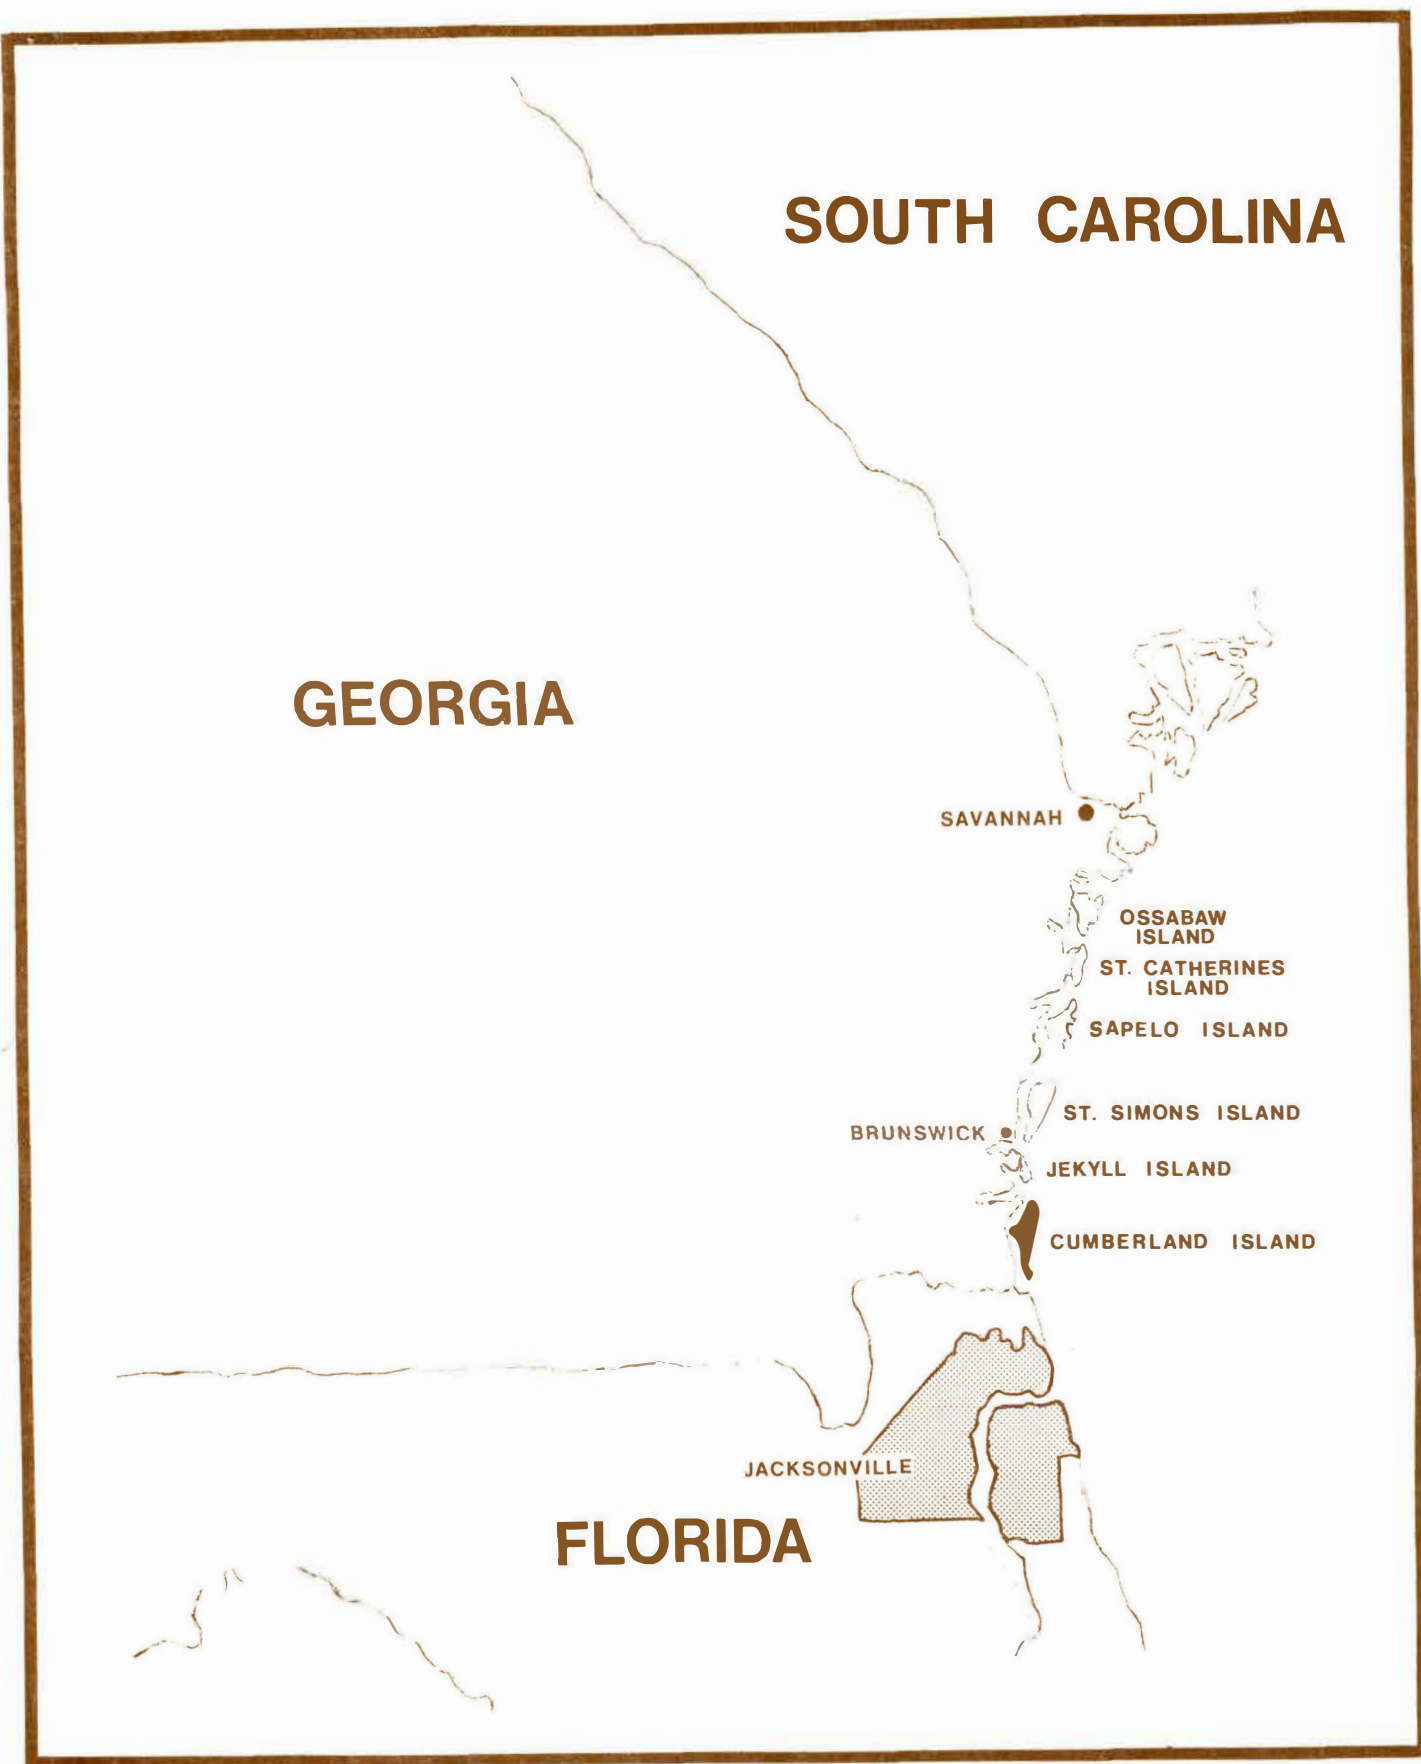 SOUTH CAROLINA
GEORGIA
SAVANNAH
OSSABAW
ISLAND
ST. CATHERINES
ISLAND
SAPELO ISLAND
ST. SIMONS ISLAND
BRUNSWICK
JEKYLL ISLAND
CUMBERLAND ISLAND
JACKSONVILLE
FLORIDA